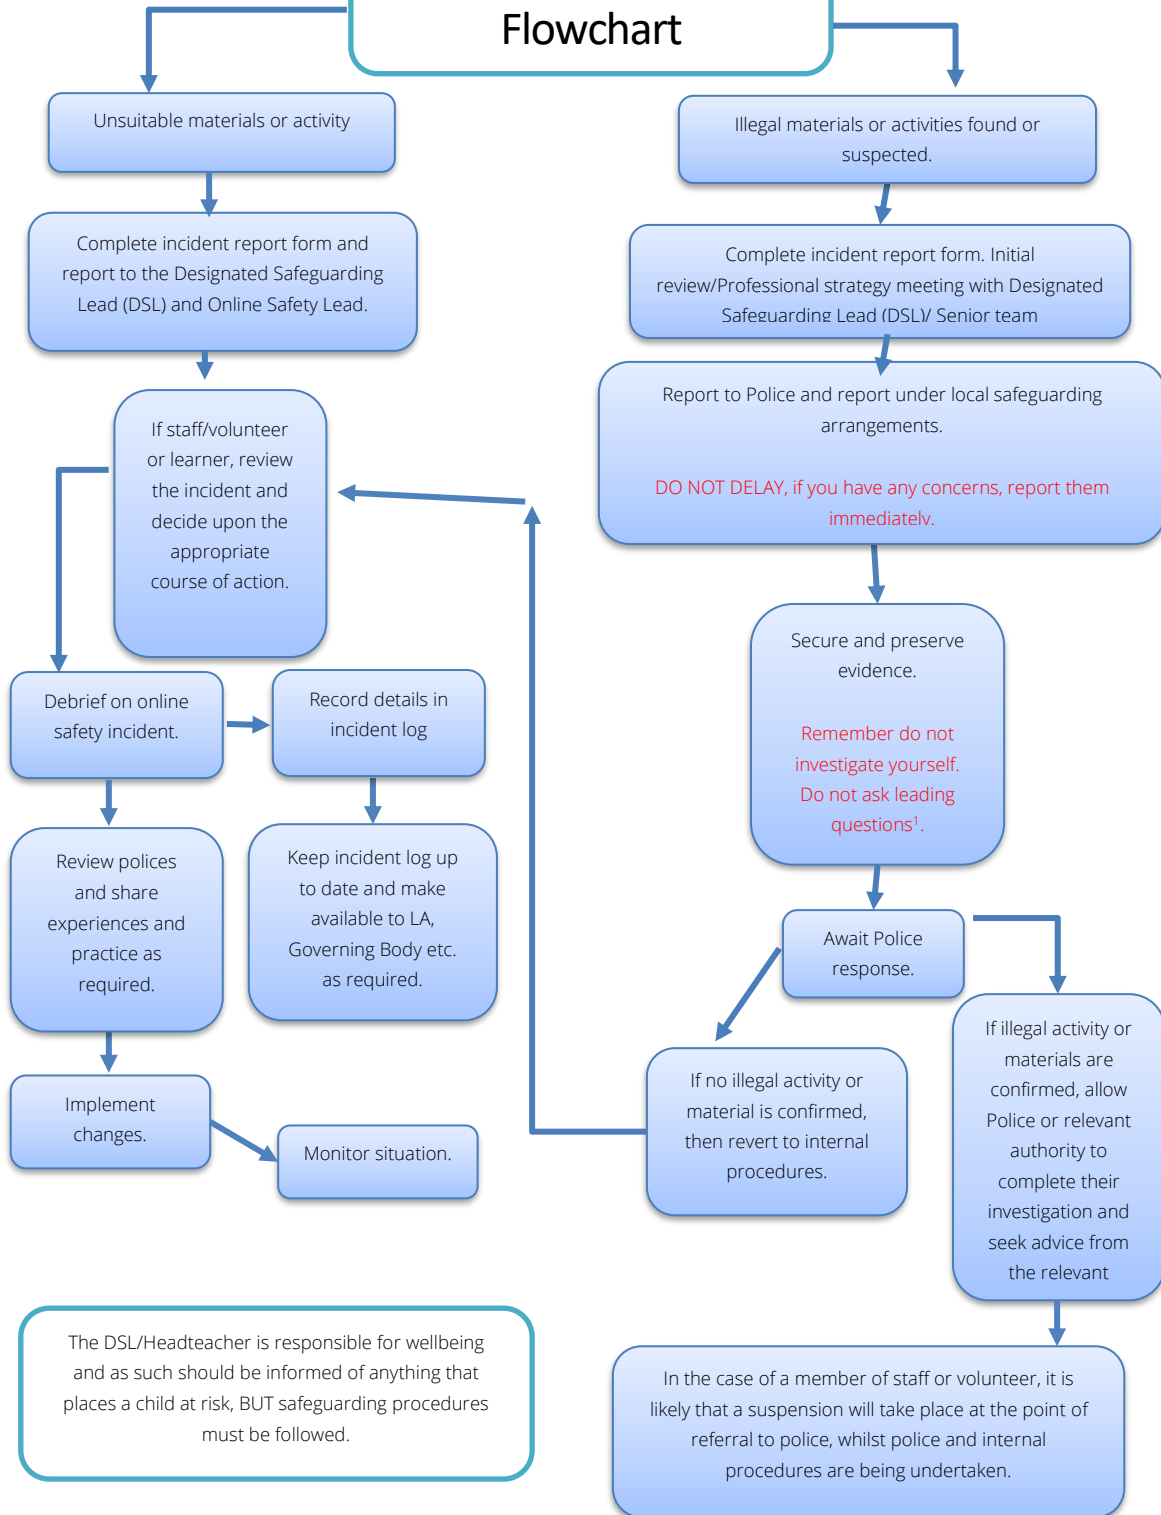 Flowchart
Unsuitable materials or activity
Illegal materials or activities found or
suspected.
Complete incident report form and
report to the Designated Safeguarding
Lead (DSL) and Online Safety Lead.
Complete incident report form. Initial
review/Professional strategy meeting with Designated
Safeguarding Lead (DSL)/ Senior team
Report to Police and report under local safeguarding
arrangements.
DO NOT DELAY, if you have any concerns, report them
immediately.
If staff/volunteer
or learner, review
the incident and
decide upon the
appropriate
course of action.
Secure and preserve
evidence.
Remember do not
investigate yourself.
Do not ask leading
questions¹.
Debrief on online
safety incident.
Record details in
incident log
Review polices
and share
experiences and
practice as
required.
Keep incident log up
to date and make
available to LA,
Governing Body etc.
as required.
Await Police
response.
Implement
changes.
Monitor situation.
If no illegal activity or
material is confirmed,
then revert to internal
procedures.
If illegal activity or
materials are
confirmed, allow
Police or relevant
authority to
complete their
investigation and
seek advice from
the relevant
The DSL/Headteacher is responsible for wellbeing
and as such should be informed of anything that
places a child at risk, BUT safeguarding procedures
must be followed.
In the case of a member of staff or volunteer, it is
likely that a suspension will take place at the point of
referral to police, whilst police and internal
procedures are being undertaken.